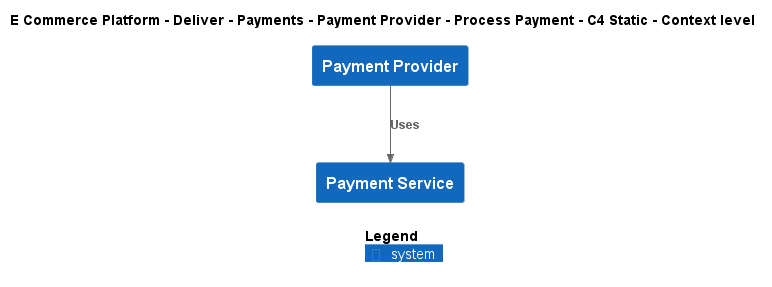 E Commerce Platform - Deliver - Payments - Payment Provider - Process Payment - C4 Static - Context level
Payment Provider
Uses
Payment Service
Legend
system